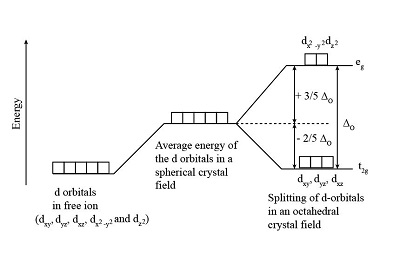 Energy
d orbitals
in free ion
(dxy, dyz, dxz, dx²-y² and dz²)
Average energy of
the d orbitals in a
spherical crystal
field
dx²-y² dz²
eg
+ 3/5 Δo
Δo
- 2/5 Δo
t2g
dxy, dyz, dxz
Splitting of d-orbitals
in an octahedral
crystal field